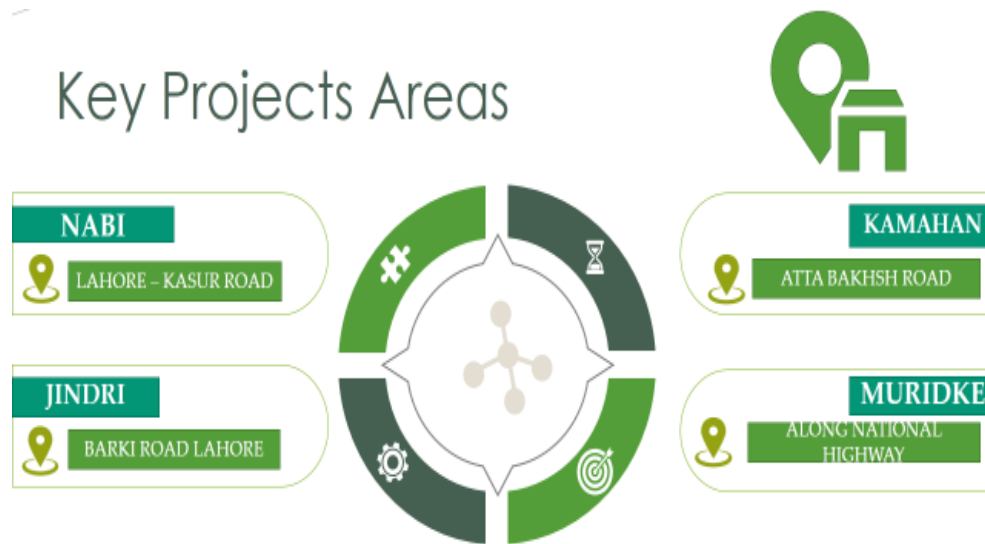 Key Projects Areas
NABI
LAHORE – KASUR ROAD
KAMAHAN
ATTA BAKHSH ROAD
JINDRI
BARKI ROAD LAHORE
MURIDKE
ALONG NATIONAL
HIGHWAY